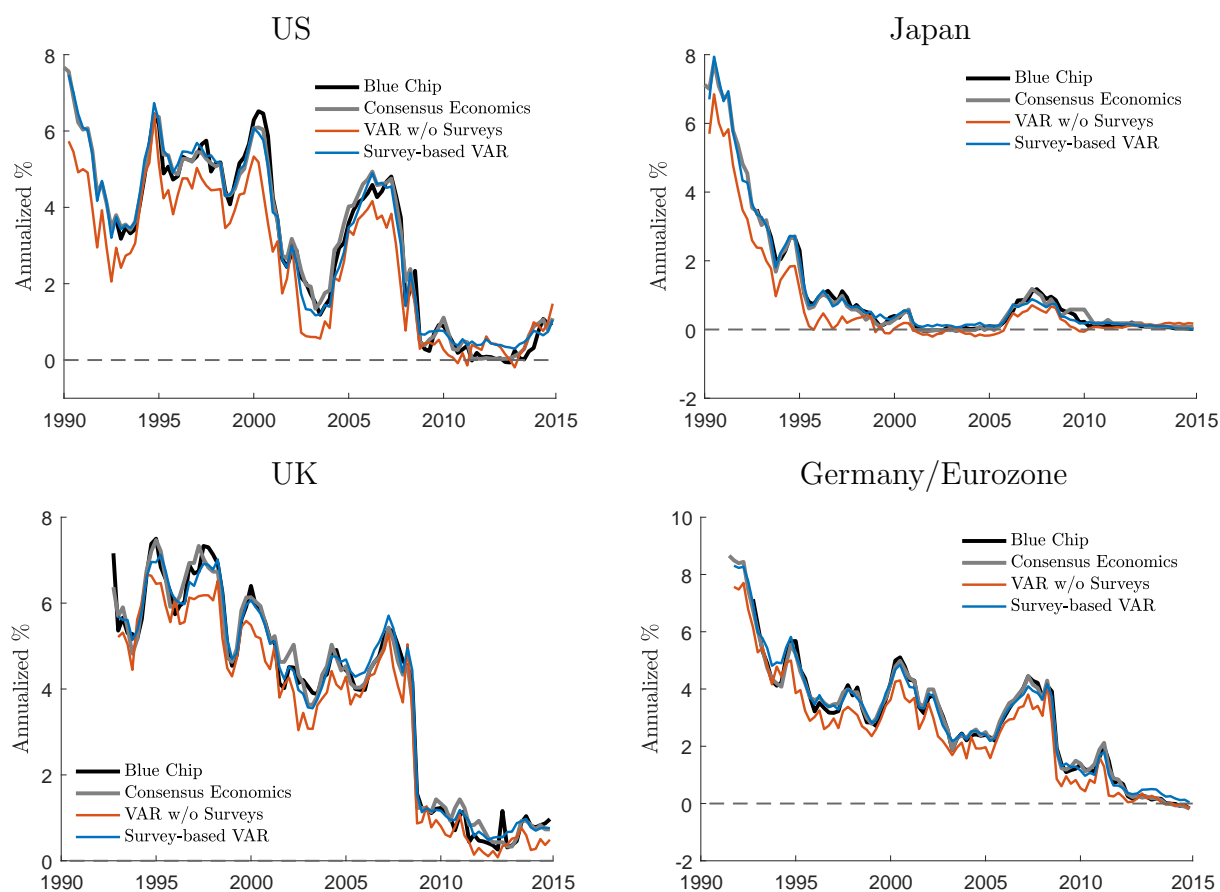 US
8
6
4
2
0
Annualized %
Blue Chip
Consensus Economics
VAR w/o Surveys
Survey-based VAR
1990 1995 2000 2005 2010 2015
Japan
8
6
4
2
0
-2
Annualized %
Blue Chip
Consensus Economics
VAR w/o Surveys
Survey-based VAR
1990 1995 2000 2005 2010 2015
UK
8
6
4
2
0
Annualized %
Blue Chip
Consensus Economics
VAR w/o Surveys
Survey-based VAR
1990 1995 2000 2005 2010 2015
Germany/Eurozone
10
8
6
4
2
0
-2
Annualized %
Blue Chip
Consensus Economics
VAR w/o Surveys
Survey-based VAR
1990 1995 2000 2005 2010 2015